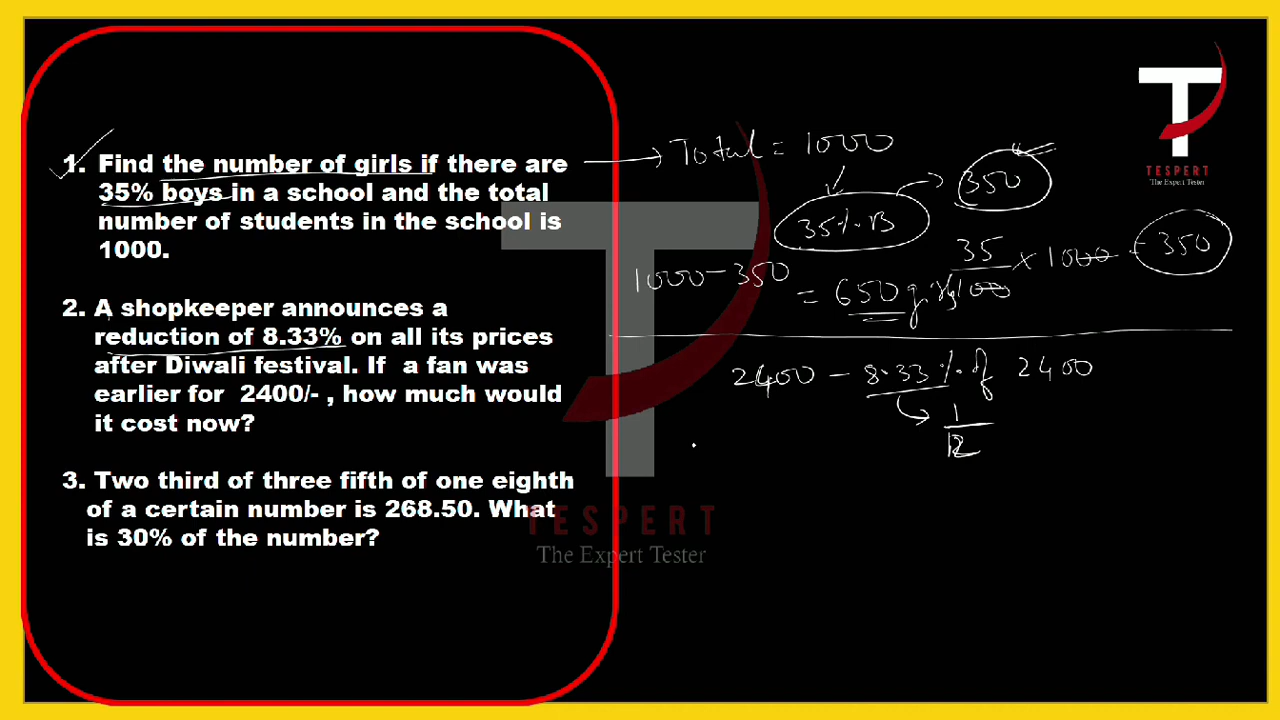 1. Find the number of girls if there are
35% boys in a school and the total
number of students in the school is
1000.
2. A shopkeeper announces a
reduction of 8.33% on all its prices
after Diwali festival. If a fan was
earlier for 2400/- , how much would
it cost now?
3. Two third of three fifth of one eighth
of a certain number is 268.50. What
is 30% of the number?
Total = 1000
35% B
350
35/100 × 1000 = 350
1000 - 350
= 650 girls
2400 - 8.33% of 2400
1/12
TESPERT
The Expert Tester
TESPERT
The Expert Tester